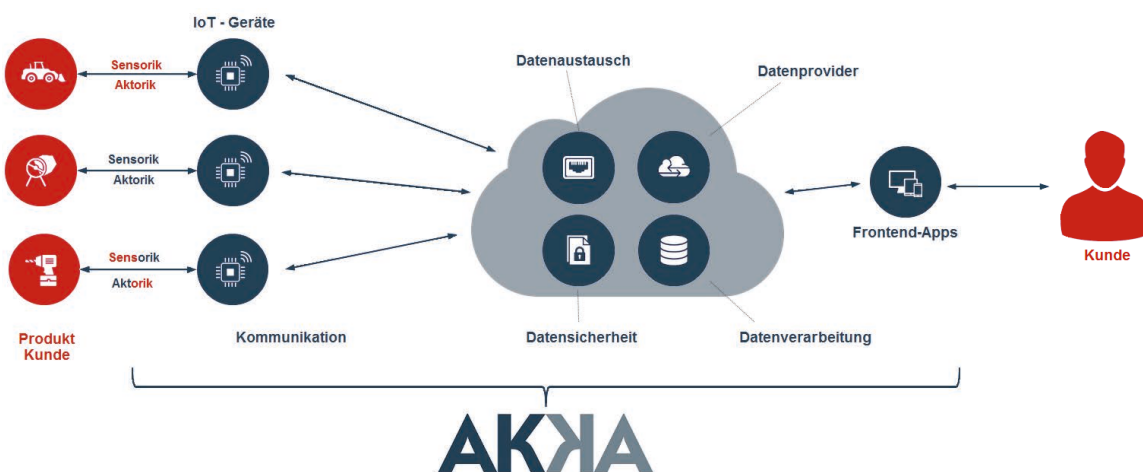 IoT - Geräte
Sensorik
Aktorik
Datenaustausch
Datenprovider
Sensorik
Aktorik
Frontend-Apps
Kunde
Sensorik
Aktorik
Produkt
Kunde
Kommunikation
Datensicherheit
Datenverarbeitung
AKKA